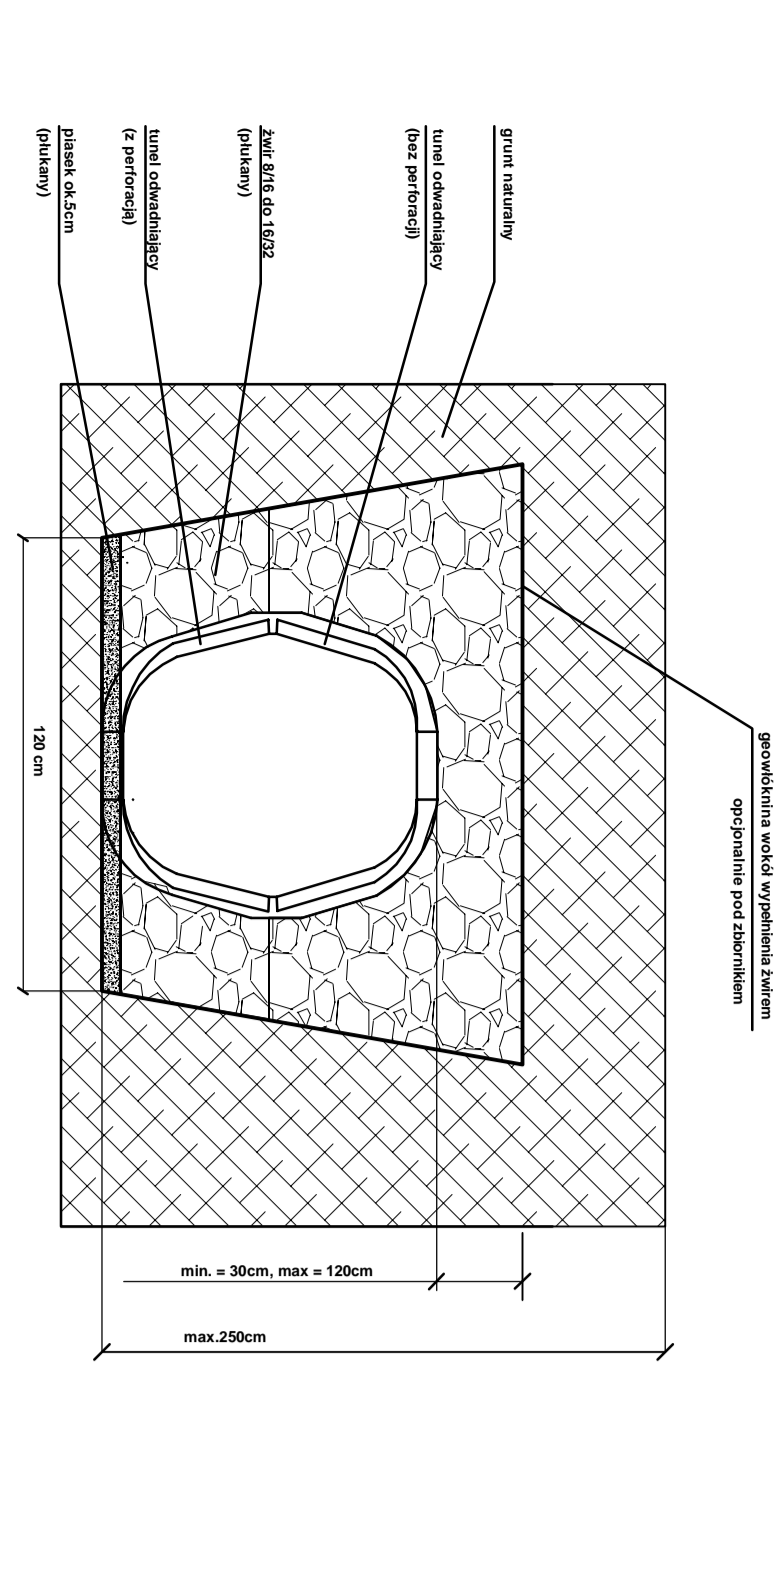 geowłóknina wokół wypełnienia żwirem
opcjonalnie pod zbiornikiem
grunt naturalny
tunel odwadniający
(bez perforacji)
żwir 8/16 do 16/32
(płukany)
tunel odwadniający
(z perforacją)
piasek ok.5cm
(płukany)
120 cm
min. = 30cm, max = 120cm
max.250cm